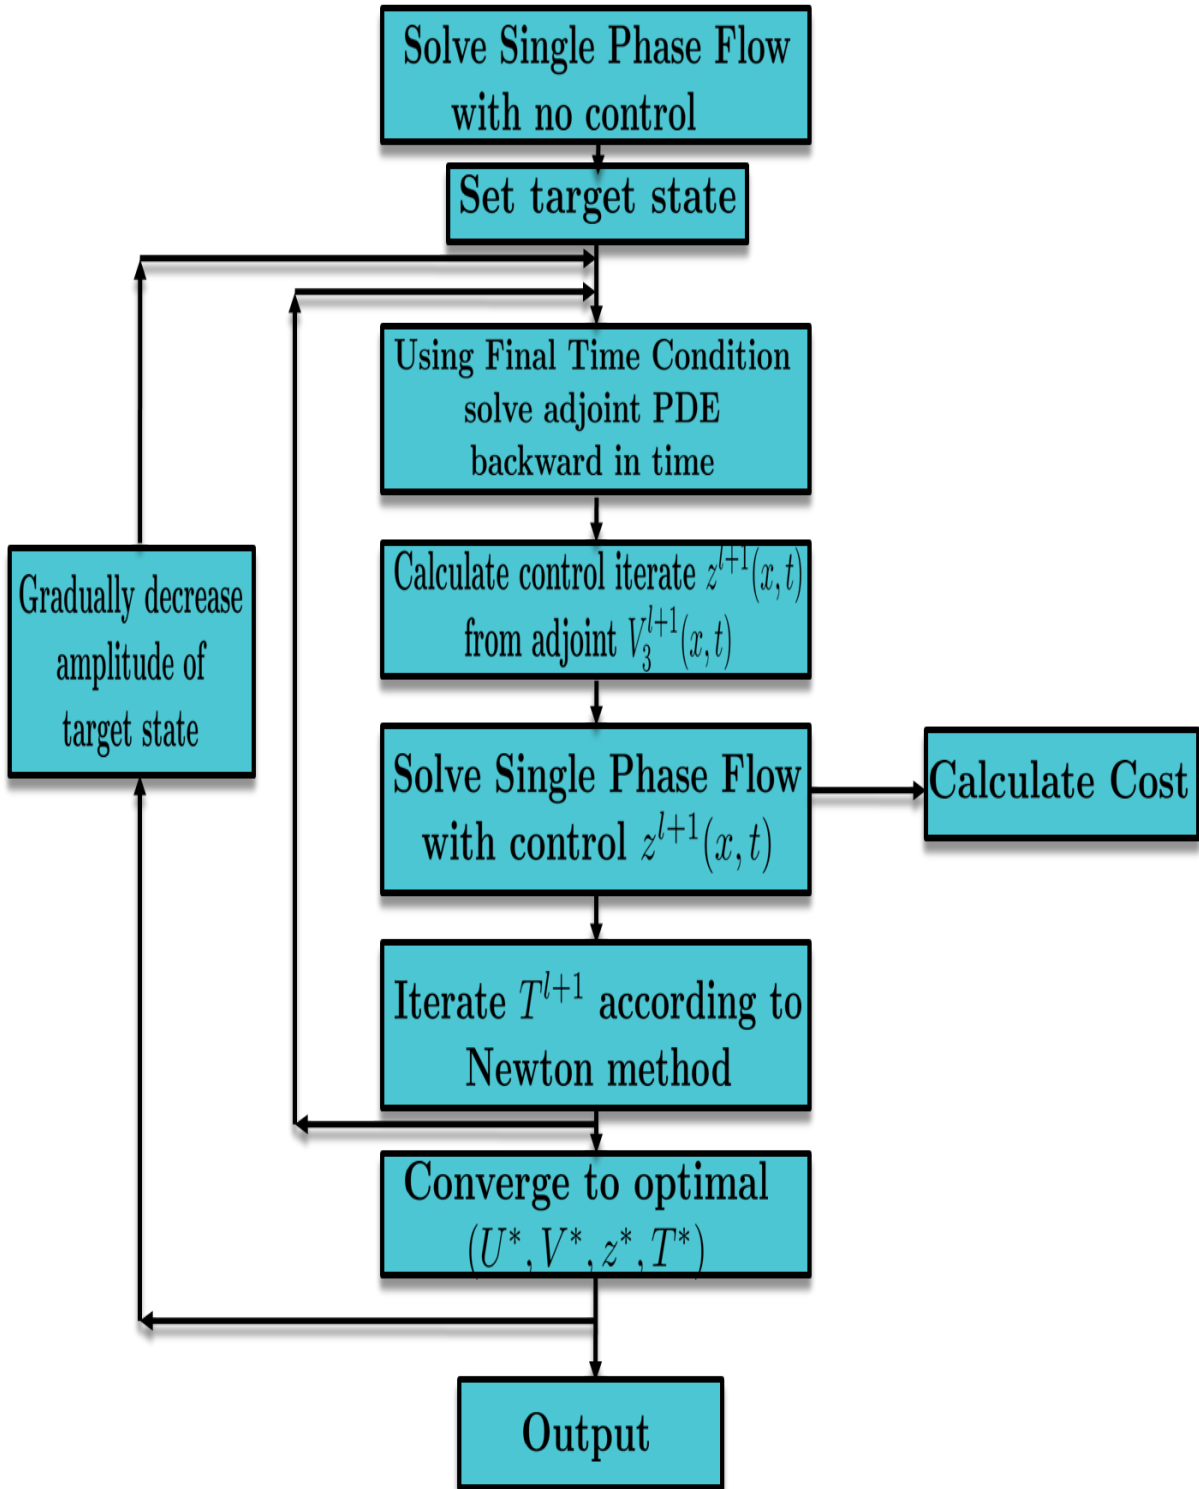 Solve Single Phase Flow
with no control
Set target state
Using Final Time Condition
solve adjoint PDE
backward in time
Calculate control iterate $z^{l+1}(x,t)$
from adjoint $V_3^{l+1}(x,t)$
Gradually decrease
amplitude of
target state
Solve Single Phase Flow
with control $z^{l+1}(x,t)$
Calculate Cost
Iterate $T^{l+1}$ according to
Newton method
Converge to optimal
$(U^*, V^*, z^*, T^*)$
Output